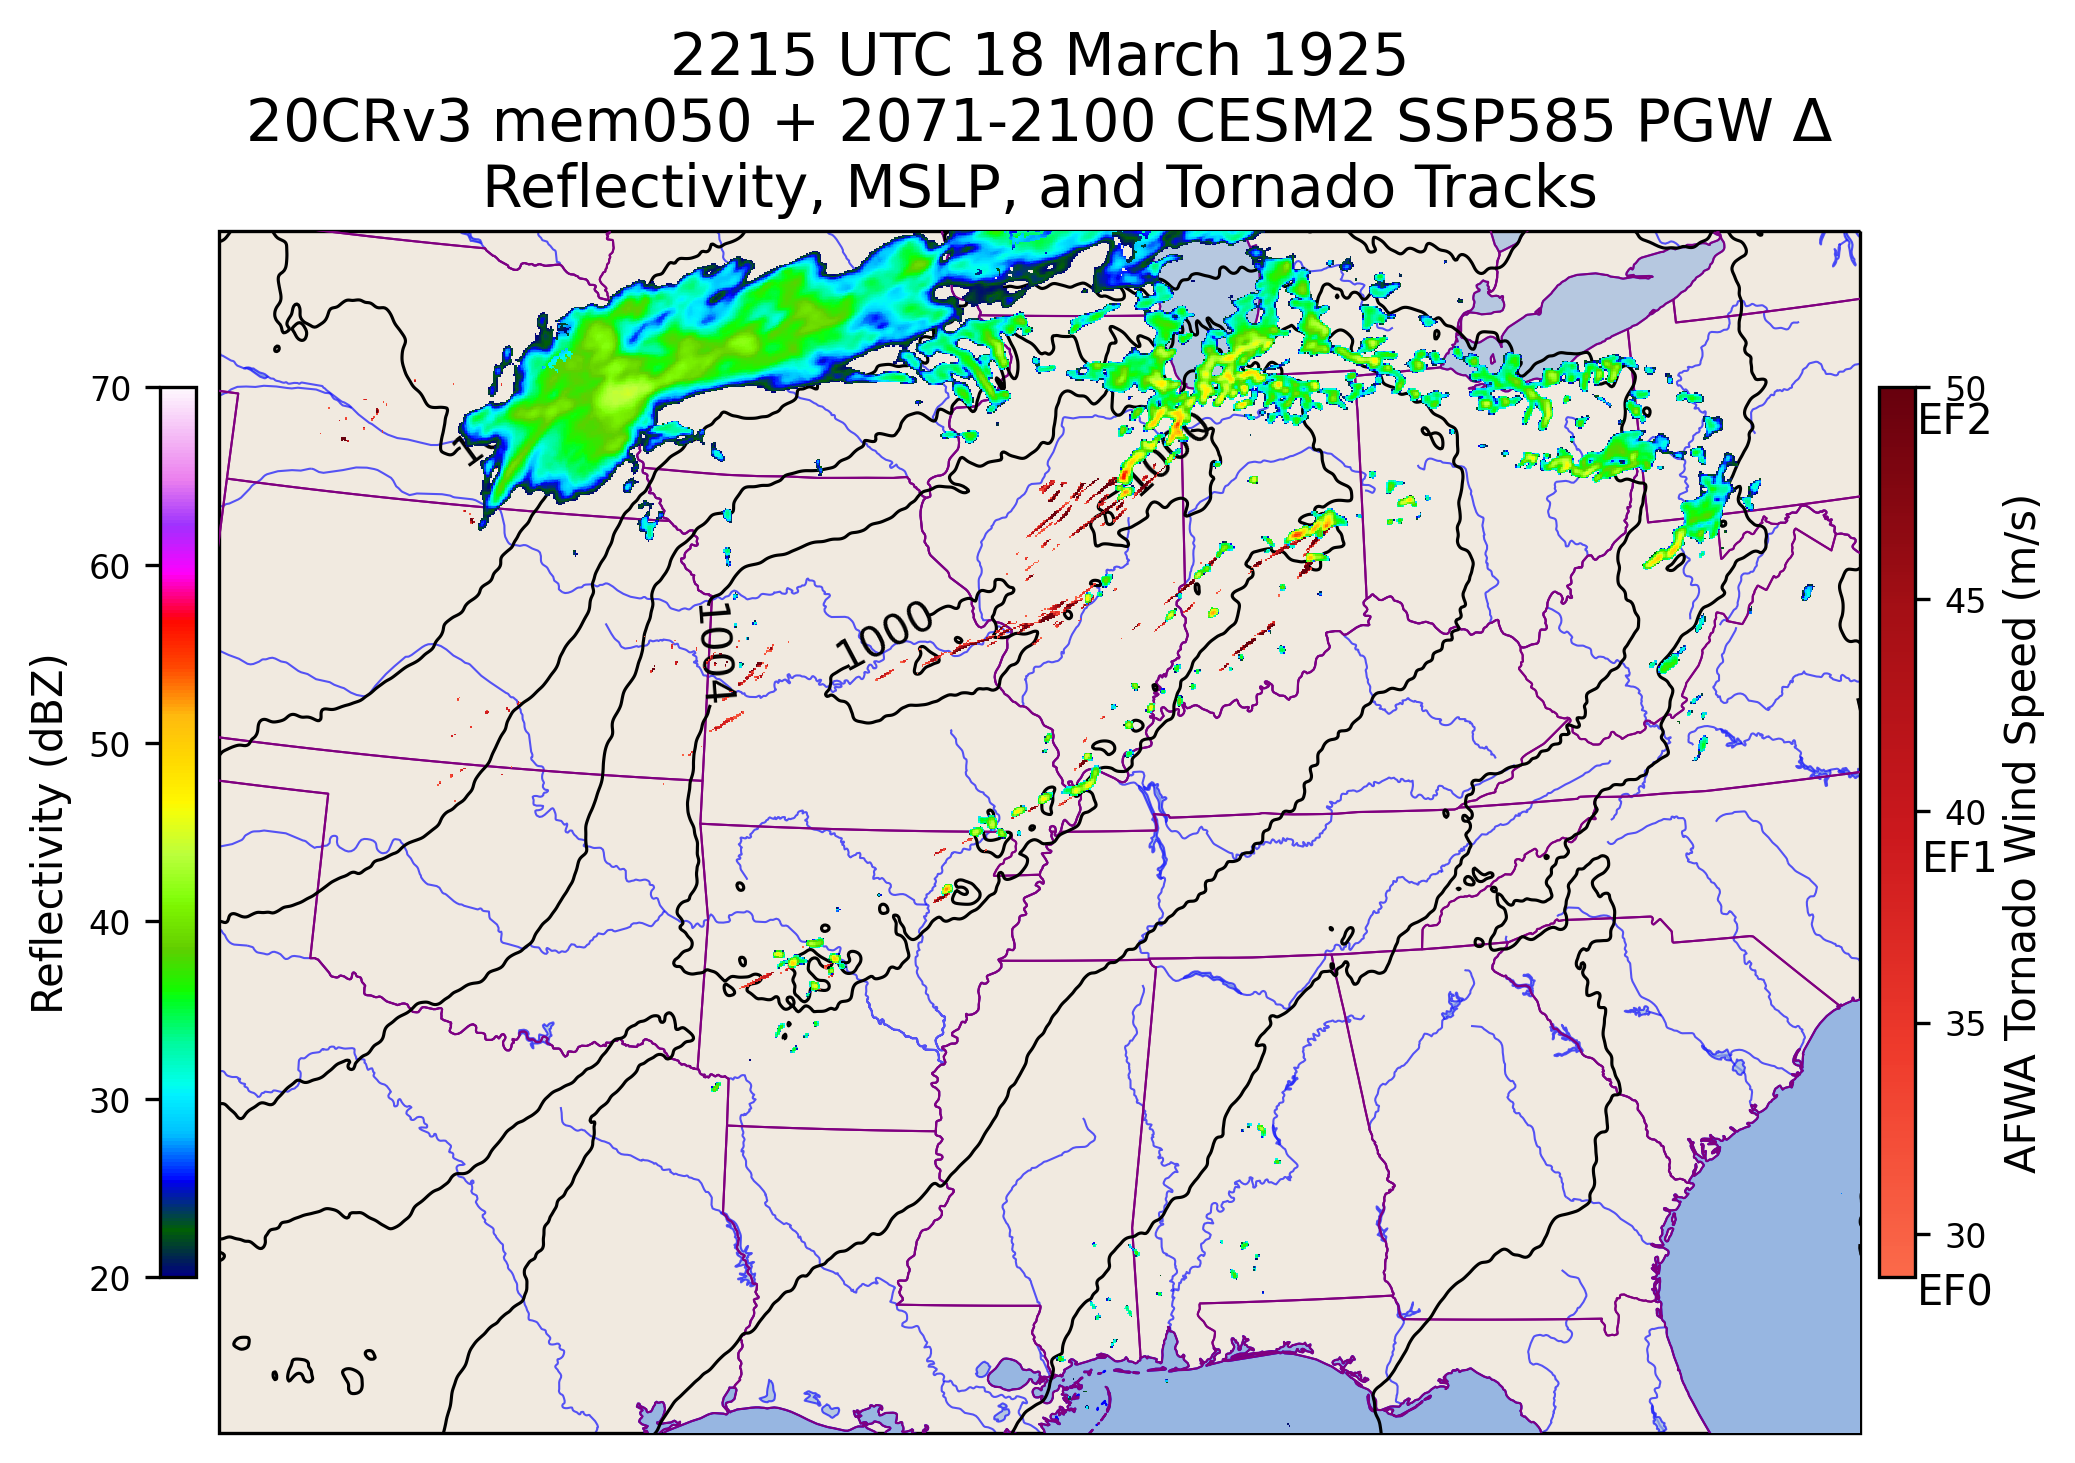 2215 UTC 18 March 1925
20CRv3 mem050 + 2071-2100 CESM2 SSP585 PGW Δ
Reflectivity, MSLP, and Tornado Tracks
Reflectivity (dBZ)
70
60
50
40
30
20
1000
1004
50
EF2
45
40
EF1
35
30
EF0
AFWA Tornado Wind Speed (m/s)